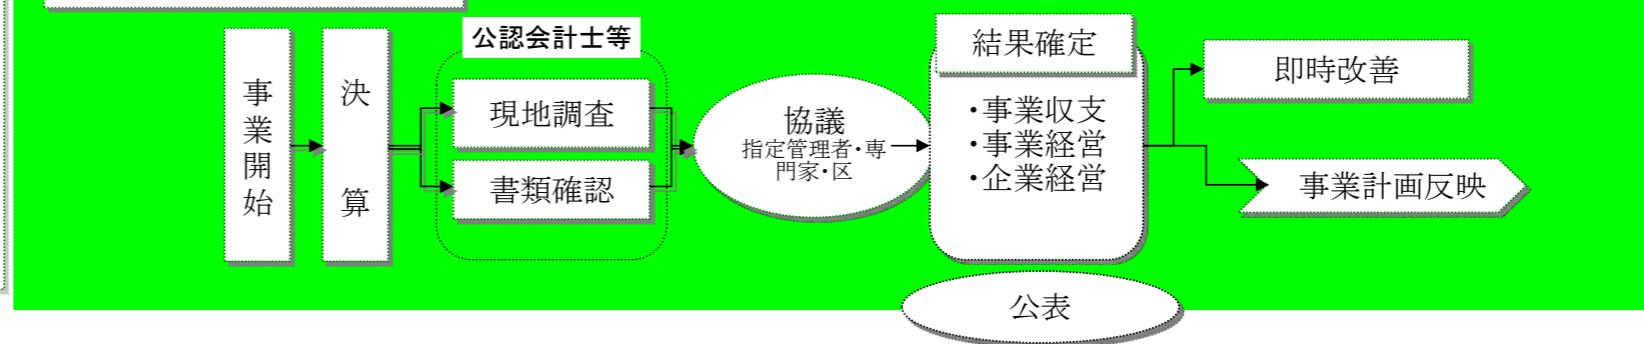 事業開始
決算
公認会計士等
現地調査
書類確認
協議
指定管理者・専
門家・区
結果確定
・事業収支
・事業経営
・企業経営
即時改善
事業計画反映
公表